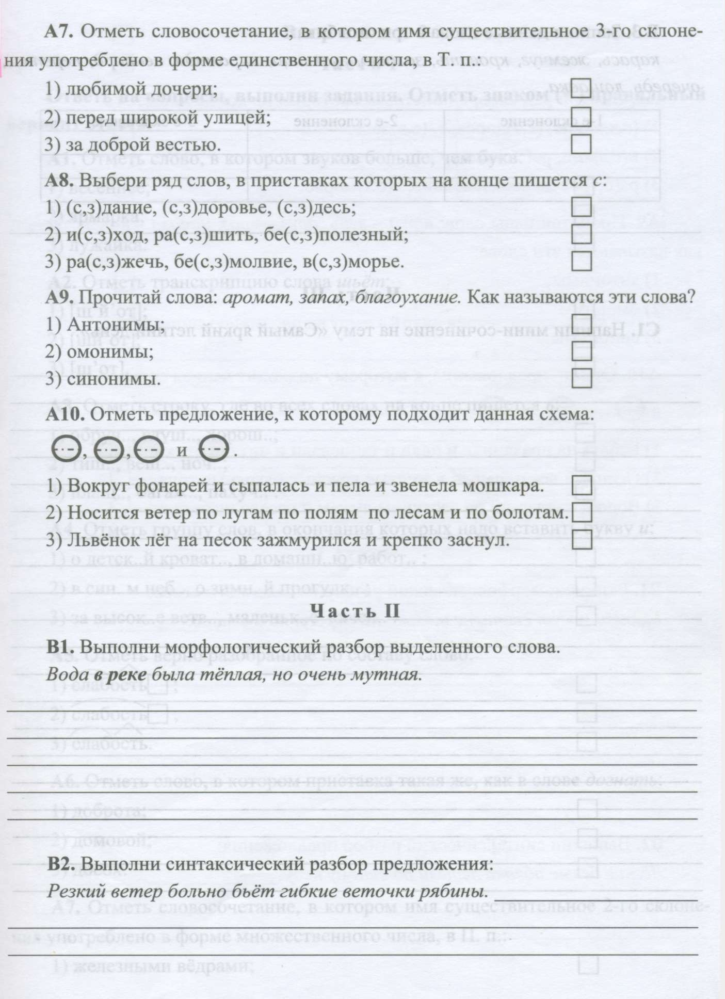 А7. Отметь словосочетание, в котором имя существительное 3-го склоне-
ния употреблено в форме единственного числа, в Т. п.:
1) любимой дочери;
2) перед широкой улицей;
3) за доброй вестью.
А8. Выбери ряд слов, в приставках которых на конце пишется с:
1) (с,з)дание, (с,з)доровье, (с,з)десь;
2) и(с,з)ход, ра(с,з)шить, бе(с,з)полезный;
3) ра(с,з)жечь, бе(с,з)молвие, в(с,з)морье.
А9. Прочитай слова: аромат, запах, благоухание. Как называются эти слова?
1) Антонимы;
2) омонимы;
3) синонимы.
А10. Отметь предложение, к которому подходит данная схема:
, , и .
1) Вокруг фонарей и сыпалась и пела и звенела мошкара.
2) Носится ветер по лугам по полям по лесам и по болотам.
3) Львёнок лёг на песок зажмурился и крепко заснул.
Часть II
В1. Выполни морфологический разбор выделенного слова.
Вода в реке была тёплая, но очень мутная.
В2. Выполни синтаксический разбор предложения:
Резкий ветер больно бьёт гибкие веточки рябины.